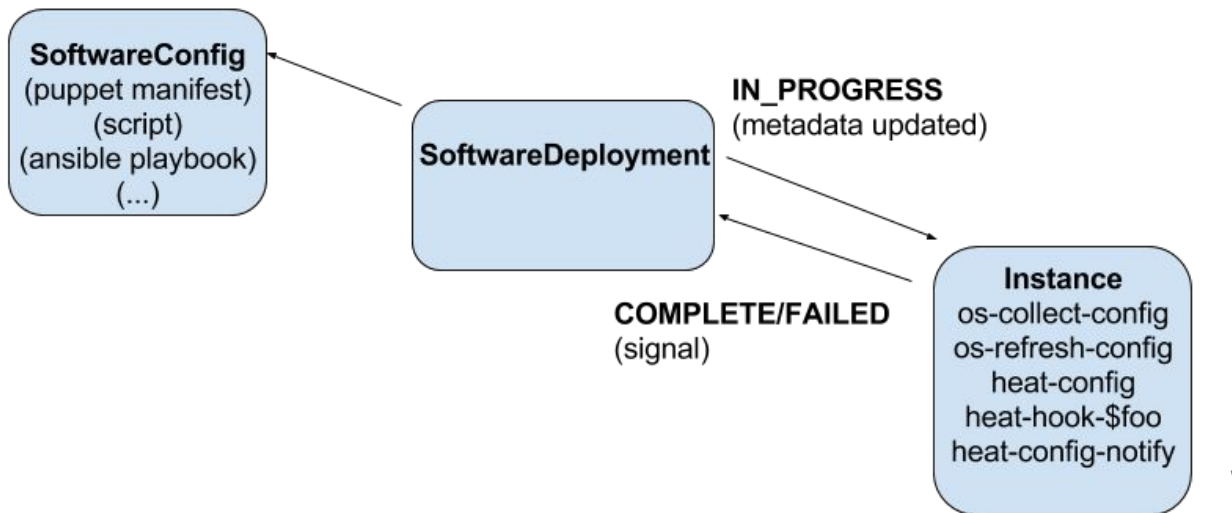 SoftwareConfig
(puppet manifest)
(script)
(ansible playbook)
(...)
SoftwareDeployment
IN_PROGRESS
(metadata updated)
COMPLETE/FAILED
(signal)
Instance
os-collect-config
os-refresh-config
heat-config
heat-hook-$foo
heat-config-notify